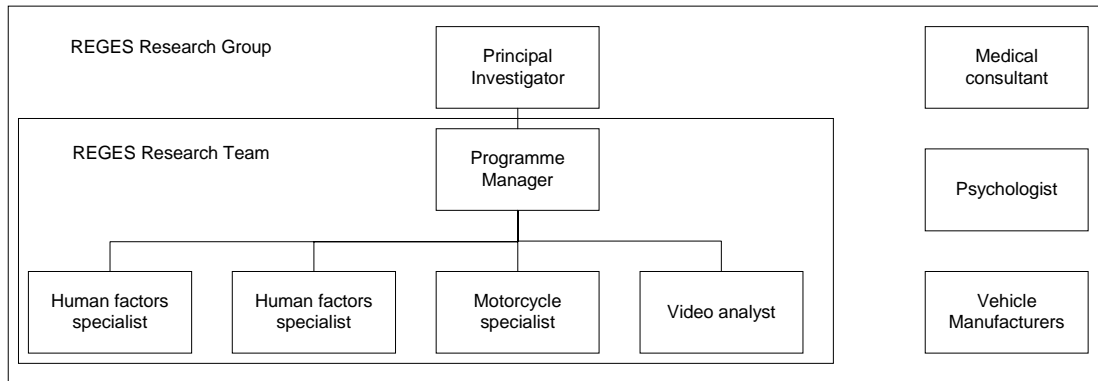 REGES Research Group
Principal
Investigator
Medical
consultant
REGES Research Team
Programme
Manager
Psychologist
Human factors
specialist
Human factors
specialist
Motorcycle
specialist
Video analyst
Vehicle
Manufacturers